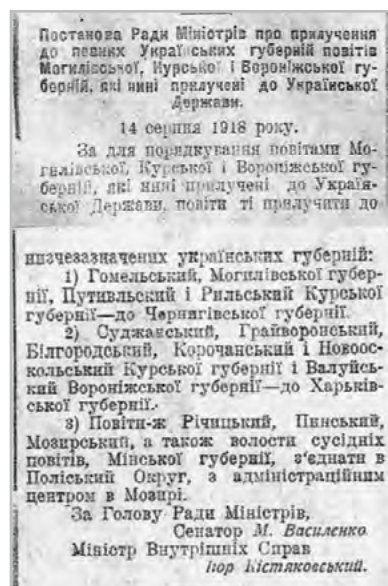 Постанова Ради Міністрів про прилучення
до певних Українських губерній повітів
Могилівської, Курської і Вороніжської гу-
берній, які нині прилучені до Української
Держави.
14 серпня 1918 року.
За для порядкування повітами Мо-
гилівської, Курської і Вороніжської гу-
берній, які нині прилучені до Україн-
ської Держави, повіти ті прилучити до
низчезазначених українських губерній:
1) Гомельський, Могилівської губер-
нії, Путивльский і Рильський Курської
губернії—до Чернигівської губернії.
2) Суджанський, Грайворонський,
Білгородський, Корочанський і Новоос-
кольський Курської губернії і Валуйсь-
кий Вороніжської губернії—до Харьків-
ської губернії.
3) Повіти-ж Річицький, Пинський,
Мозирський, а також волости сусідніх
повітів, Мінської губернії, з'єднати в
Поліський Округ, з адміністраційним
центром в Мозирі.
За Голову Ради Міністрів,
Сенатор М. Василенко.
Міністр Внутрішніх Справ
Ігор Кістяковський.